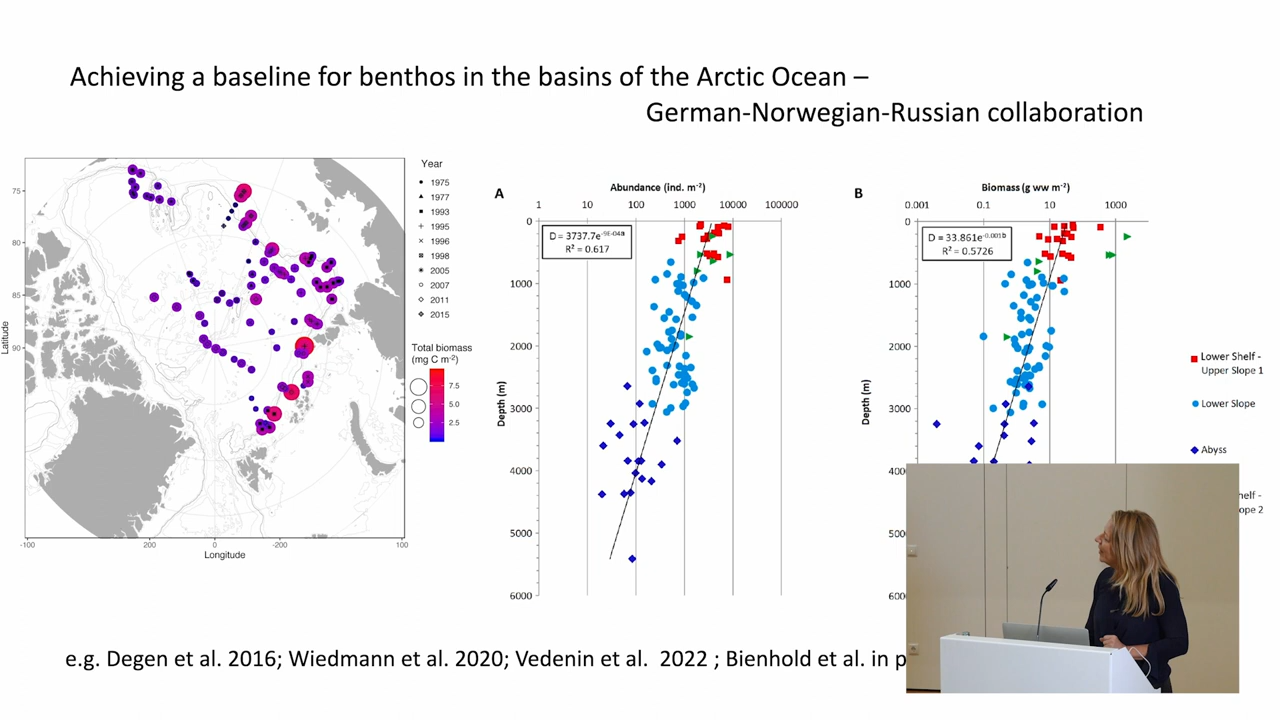 Achieving a baseline for benthos in the basins of the Arctic Ocean –
German-Norwegian-Russian collaboration
Year
1975
1977
1993
1995
1996
1998
2005
2007
2011
2015
Total biomass
(mg C m⁻²)
7.5
5.0
2.5
75
80
85
90
Latitude
-100
200
0
-200
100
Longitude
A
Abundance (ind. m⁻²)
1
10
100
1000
10000
100000
D = 3737.7e^-9E-04x
R² = 0.617
0
1000
2000
3000
4000
5000
6000
Depth (m)
B
Biomass (g ww m⁻²)
0.001
0.1
10
1000
D = 33.861e^-0.001x
R² = 0.5726
0
1000
2000
3000
400
500
600
Depth (m)
Lower Shelf -
Upper Slope 1
Lower Slope
Abyss
helf -
ope 2
e.g. Degen et al. 2016; Wiedmann et al. 2020; Vedenin et al. 2022 ; Bienhold et al. in p